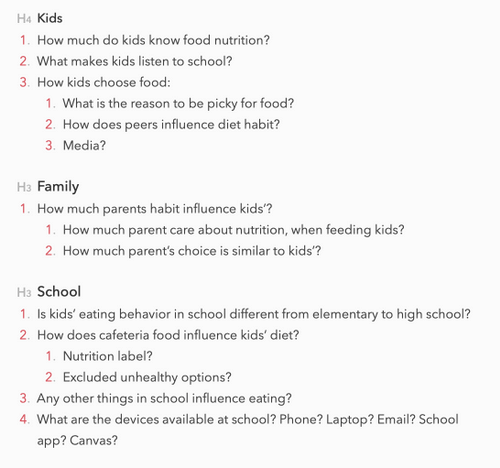 H4 Kids
1. How much do kids know food nutrition?
2. What makes kids listen to school?
3. How kids choose food:
1. What is the reason to be picky for food?
2. How does peers influence diet habit?
3. Media?
H3 Family
1. How much parents habit influence kids'?
1. How much parent care about nutrition, when feeding kids?
2. How much parent's choice is similar to kids'?
H3 School
1. Is kids' eating behavior in school different from elementary to high school?
2. How does cafeteria food influence kids' diet?
1. Nutrition label?
2. Excluded unhealthy options?
3. Any other things in school influence eating?
4. What are the devices available at school? Phone? Laptop? Email? School
app? Canvas?